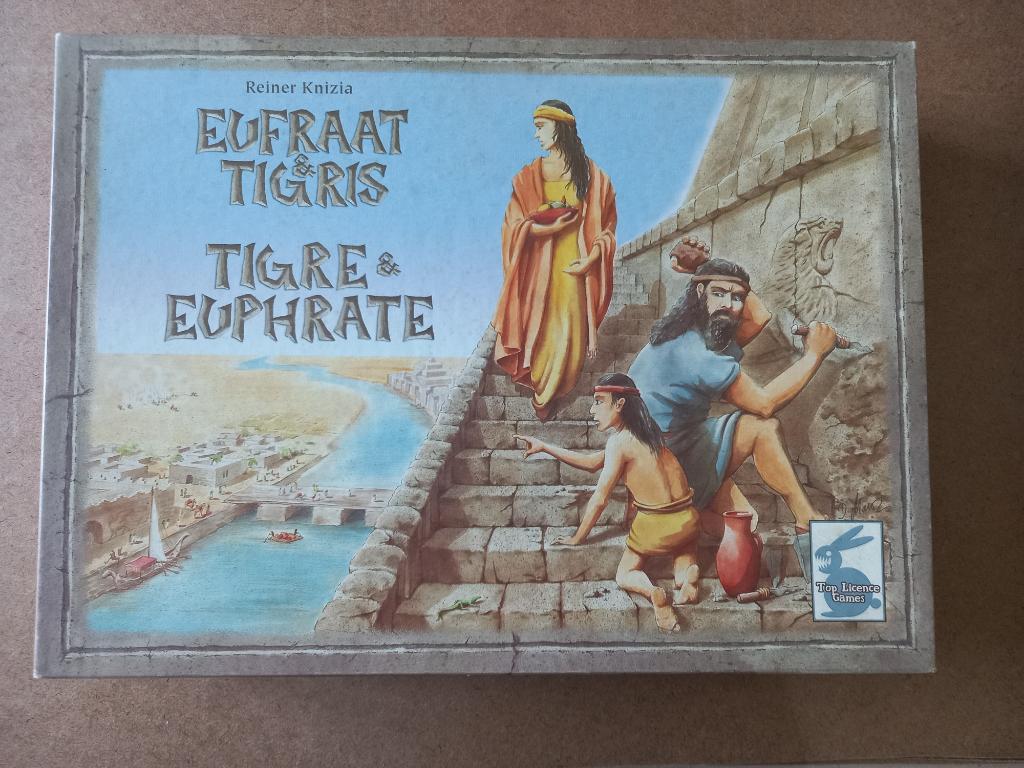 Reiner Knizia
EUFRAAT
&
TIGRIS
TIGRE &
EUPHRATE
Top Licence
Games